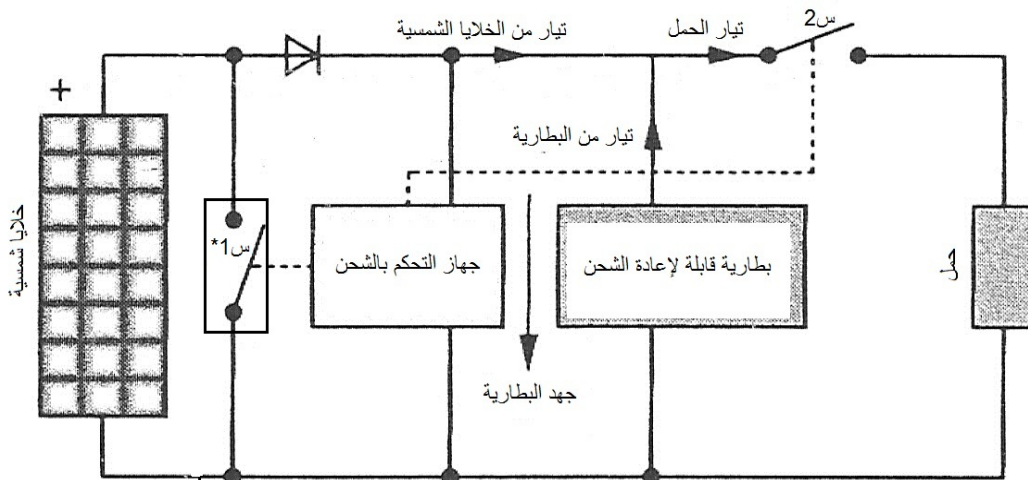 س2
تيار الحمل
تيار من الخلايا الشمسية
+
تيار من البطارية
خلايا شمسية
س1*
جهاز التحكم بالشحن
بطارية قابلة لإعادة الشحن
حمل
جهد البطارية